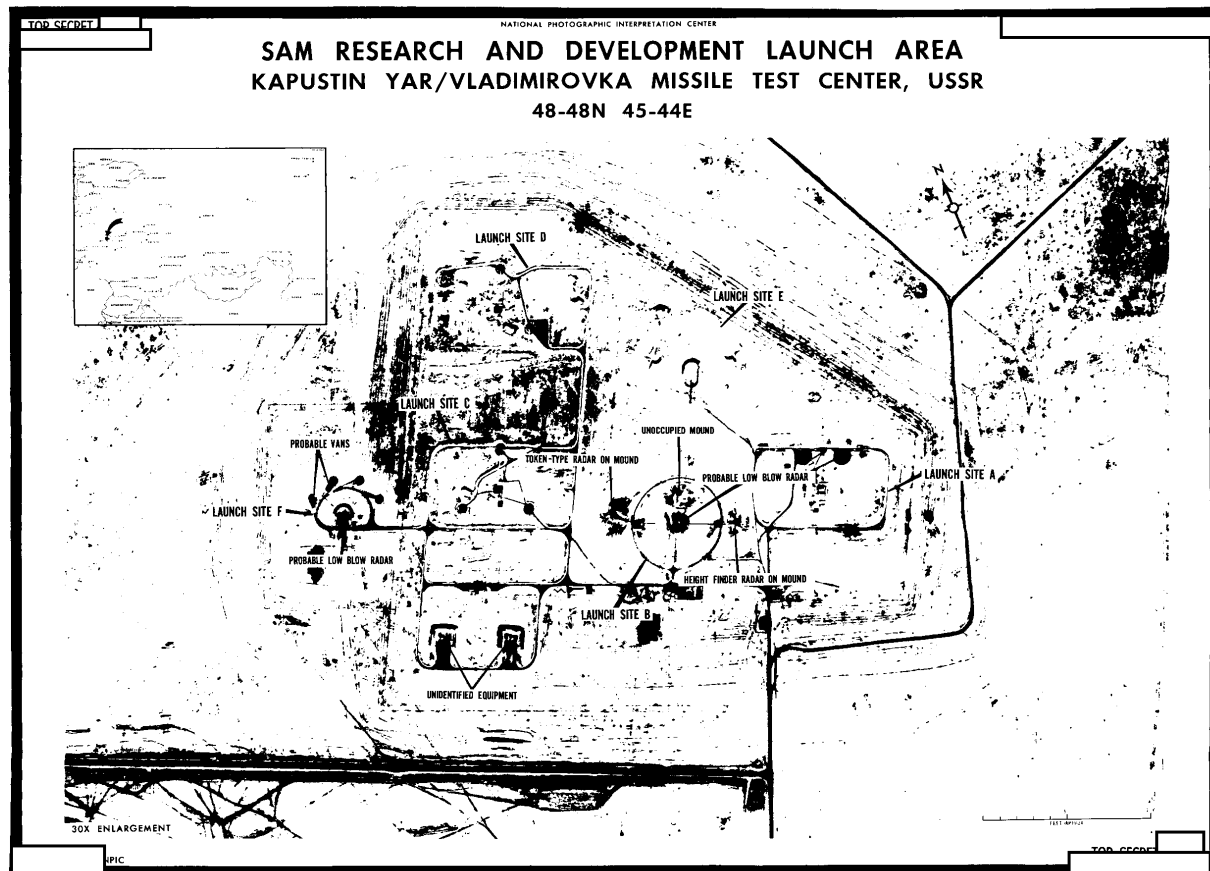 TOP SECRET
NATIONAL PHOTOGRAPHIC INTERPRETATION CENTER
SAM RESEARCH AND DEVELOPMENT LAUNCH AREA
KAPUSTIN YAR/VLADIMIROVKA MISSILE TEST CENTER, USSR
48-48N 45-44E
N
LAUNCH SITE D
LAUNCH SITE E
LAUNCH SITE C
UNOCCUPIED MOUND
PROBABLE VANS
TOKEN-TYPE RADAR ON MOUND
PROBABLE LOW BLOW RADAR
LAUNCH SITE A
LAUNCH SITE F
PROBABLE LOW BLOW RADAR
HEIGHT FINDER RADAR ON MOUND
LAUNCH SITE B
UNIDENTIFIED EQUIPMENT
30X ENLARGEMENT
NPIC
TOP SECRET